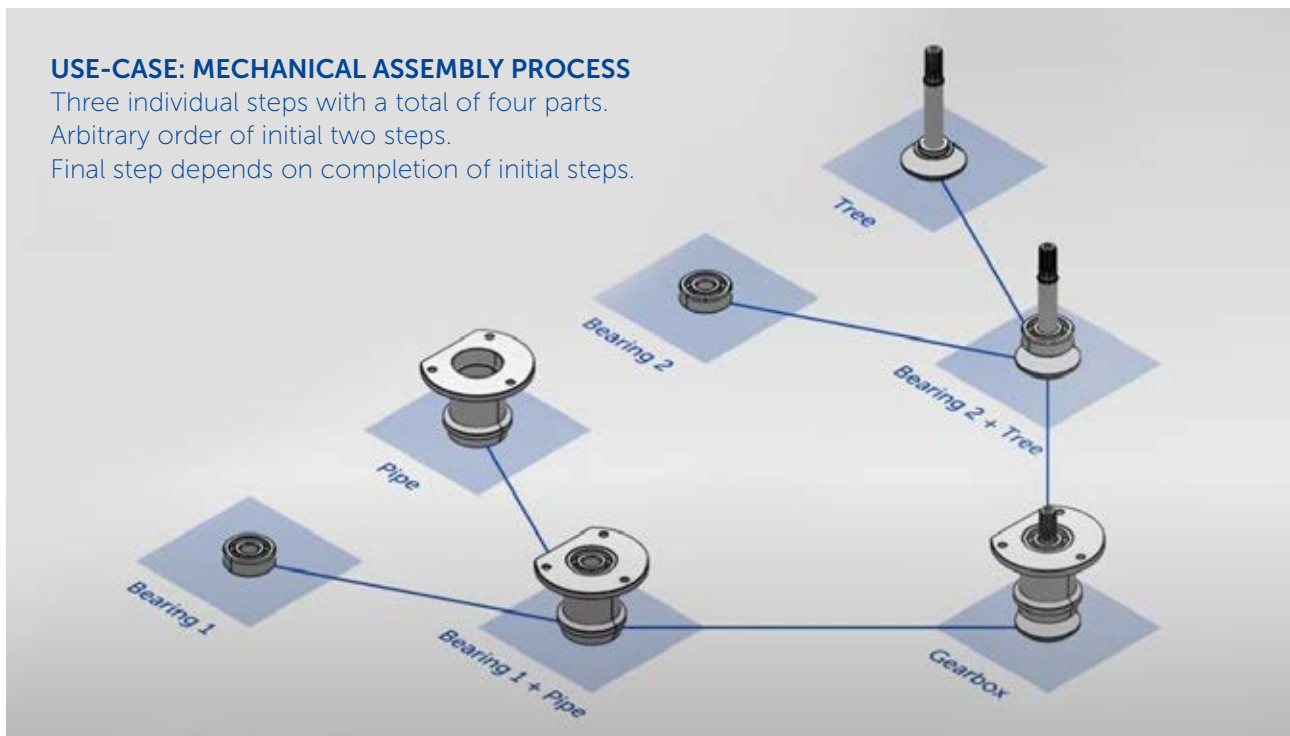 USE-CASE: MECHANICAL ASSEMBLY PROCESS
Three individual steps with a total of four parts.
Arbitrary order of initial two steps.
Final step depends on completion of initial steps.
Tree
Bearing 2
Bearing 2 + Tree
Pipe
Bearing 1
Bearing 1 + Pipe
Gearbox